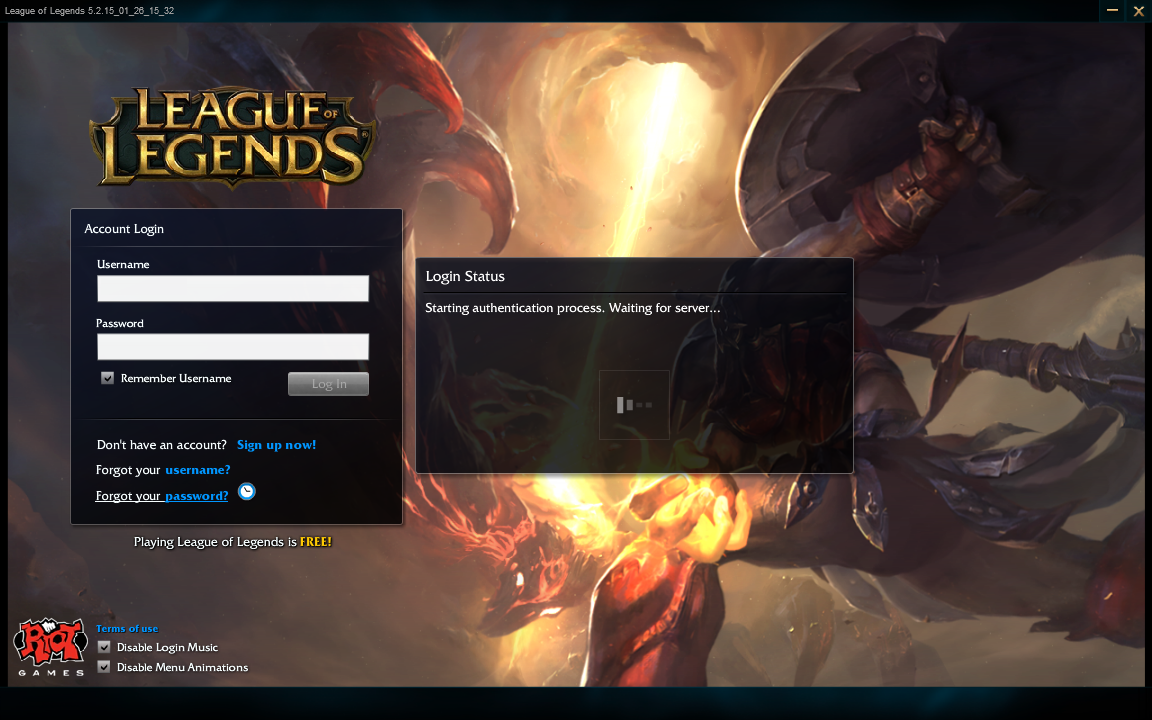 League of Legends 5.2.15_01_26_15_32
LEAGUE OF
LEGENDS®
Account Login
Username
Password
Remember Username
Log In
Don't have an account? Sign up now!
Forgot your username?
Forgot your password?
Playing League of Legends is FREE!
Login Status
Starting authentication process. Waiting for server...
RIOT
GAMES
Terms of use
Disable Login Music
Disable Menu Animations